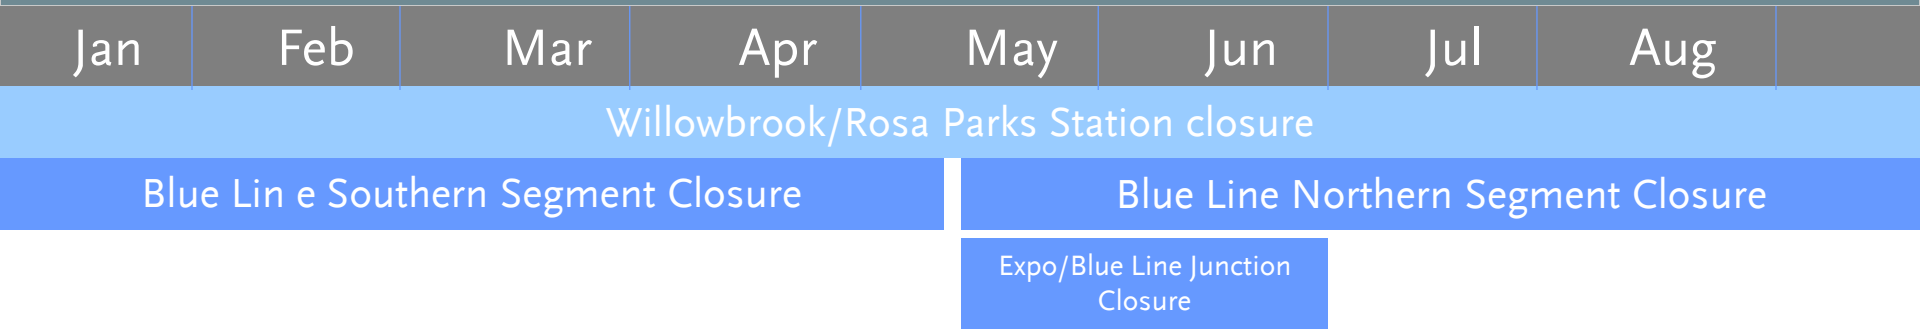 Jan Feb Mar Apr May Jun Jul Aug
Willowbrook/Rosa Parks Station closure
Blue Lin e Southern Segment Closure
Blue Line Northern Segment Closure
Expo/Blue Line Junction
Closure